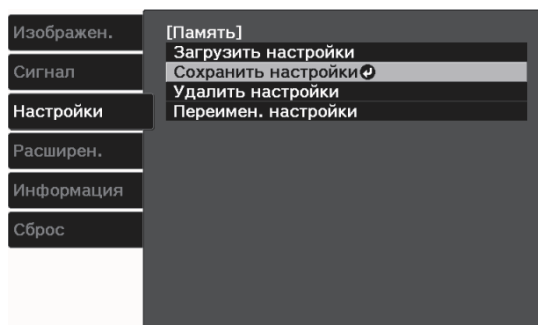 Изображен.
Сигнал
Настройки
Расширен.
Информация
Сброс
[Память]
Загрузить настройки
Сохранить настройки
Удалить настройки
Переимен. настройки